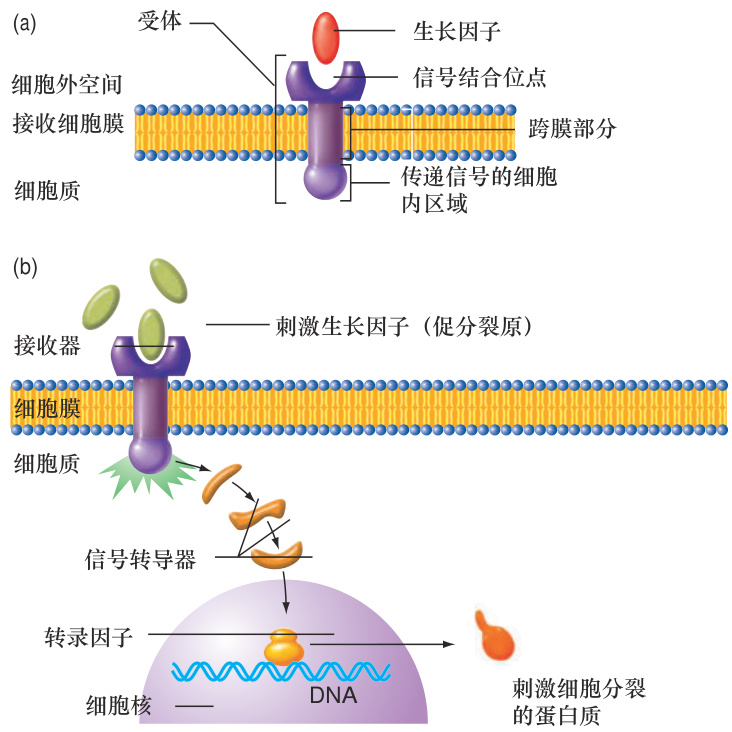 (a)
受体
生长因子
细胞外空间
信号结合位点
接收细胞膜
跨膜部分
细胞质
传递信号的细胞
内区域
(b)
刺激生长因子（促分裂原）
接收器
细胞膜
细胞质
信号转导器
转录因子
DNA
细胞核
刺激细胞分裂
的蛋白质